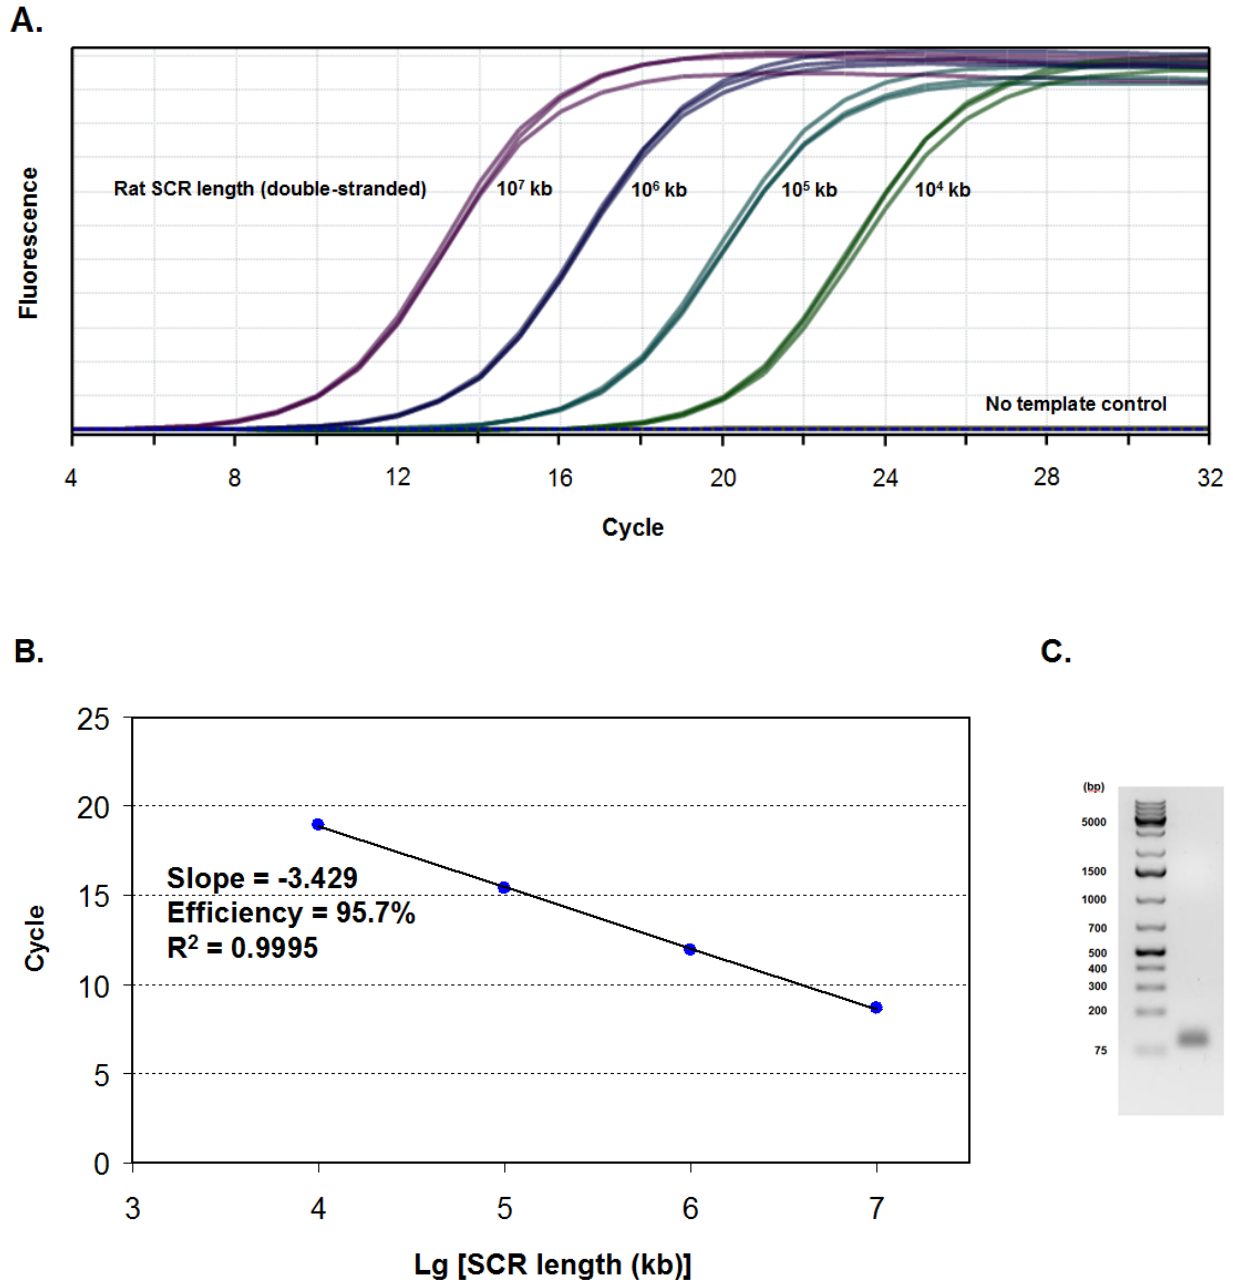 A.
Fluorescence
Rat SCR length (double-stranded)
10⁷ kb
10⁶ kb
10⁵ kb
10⁴ kb
No template control
4 8 12 16 20 24 28 32
Cycle
B.
Cycle
25
20
15
10
5
0
Slope = -3.429
Efficiency = 95.7%
R² = 0.9995
3 4 5 6 7
Lg [SCR length (kb)]
C.
(bp)
5000
1500
1000
700
500
400
300
200
75